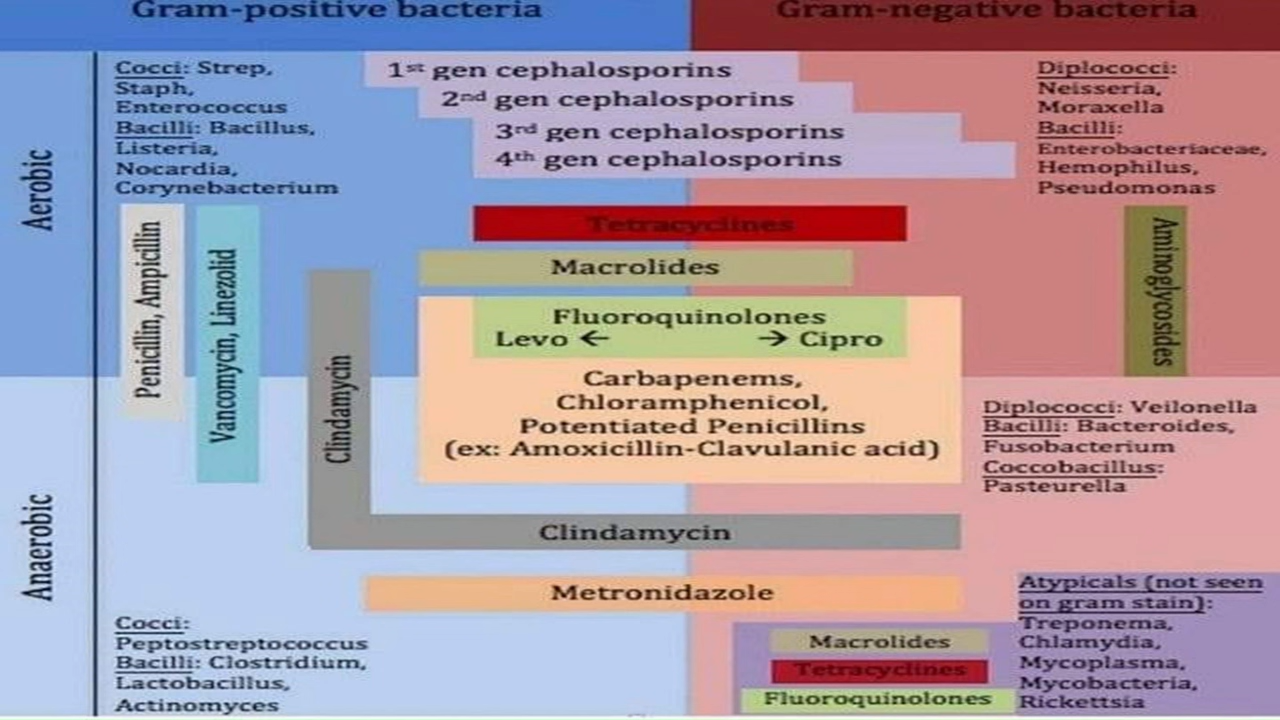 Gram-positive bacteria
Gram-negative bacteria
Aerobic
Cocci: Strep,
Staph,
Enterococcus
Bacilli: Bacillus,
Listeria,
Nocardia,
Corynebacterium
1st gen cephalosporins
2nd gen cephalosporins
3rd gen cephalosporins
4th gen cephalosporins
Diplococci:
Neisseria,
Moraxella
Bacilli:
Enterobacteriaceae,
Hemophilus,
Pseudomonas
Penicillin, Ampicillin
Vancomycin, Linezolid
Clindamycin
Tetracyclines
Macrolides
Fluoroquinolones
Levo ← → Cipro
Carbapenems,
Chloramphenicol,
Potentiated Penicillins
(ex: Amoxicillin-Clavulanic acid)
Aminoglycosides
Anaerobic
Diplococci: Veilonella
Bacilli: Bacteroides,
Fusobacterium
Coccobacillus:
Pasteurella
Clindamycin
Metronidazole
Cocci:
Peptostreptococcus
Bacilli: Clostridium,
Lactobacillus,
Actinomyces
Macrolides
Tetracyclines
Fluoroquinolones
Atypicals (not seen
on gram stain):
Treponema,
Chlamydia,
Mycoplasma,
Mycobacteria,
Rickettsia